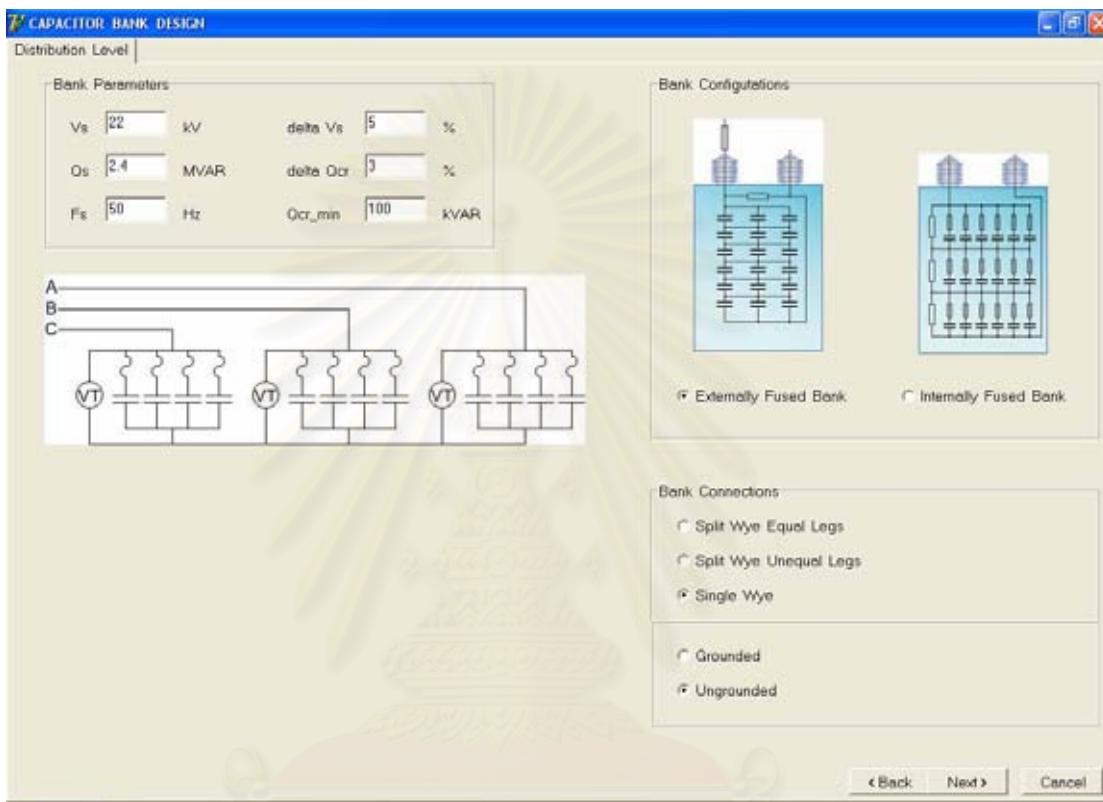 CAPACITOR BANK DESIGN
Distribution Level
Bank Parameters
Vs 22 kV delta Vs 5 %
Qs 2.4 MVAR delta Qcr 3 %
Fs 50 Hz Qcr_min 100 kVAR
A
B
C
VT VT VT
Bank Configutations
Externally Fused Bank Internally Fused Bank
Bank Connections
Split Wye Equal Legs
Split Wye Unequal Legs
Single Wye
Grounded
Ungrounded
< Back Next > Cancel